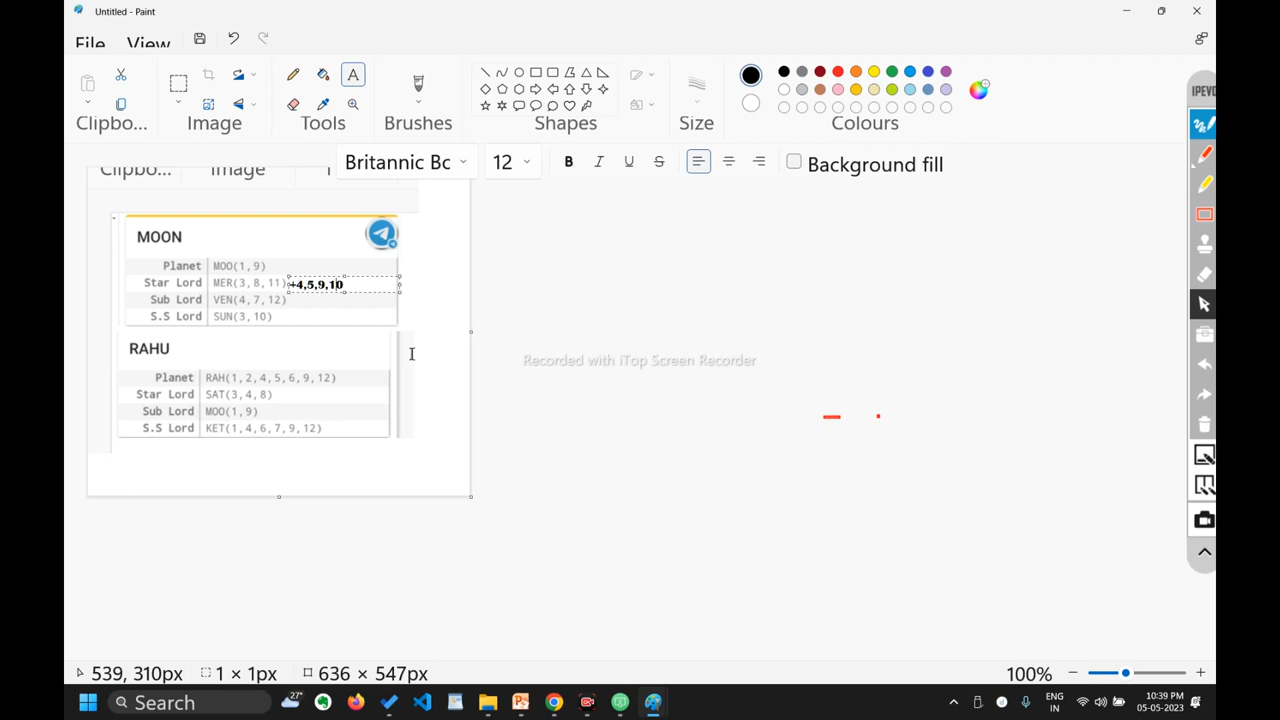 Untitled - Paint
File View
Clipbo... Image Tools Brushes Shapes Size Colours
IPEVO
Britannic Bc 12 B I U S Background fill
Clipbo... Image
MOON
Planet MOO(1,9)
Star Lord MER(3,8,11)+4,5,9,10
Sub Lord VEN(4,7,12)
S.S Lord SUN(3,10)
RAHU
Planet RAH(1,2,4,5,6,9,12)
Star Lord SAT(3,4,8)
Sub Lord MOO(1,9)
S.S Lord KET(1,4,6,7,9,12)
Recorded with iTop Screen Recorder
539, 310px 1 × 1px 636 × 547px 100%
Search 27° ENG IN 10:39 PM 05-05-2023